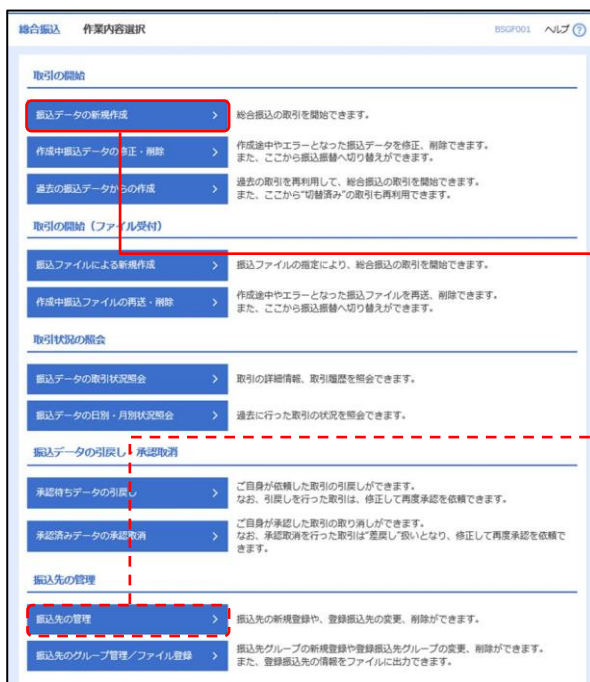 総合振込 作業内容選択 BSGF001 ヘルプ ?
取引の開始
振込データの新規作成 > 総合振込の取引を開始できます。
作成中振込データの修正・削除 > 作成途中やエラーとなった振込データを修正、削除できます。
また、ここから振込振替へ切り替えができます。
過去の振込データからの作成 > 過去の取引を再利用して、総合振込の取引を開始できます。
また、ここから“切替済み”の取引も再利用できます。
取引の開始（ファイル受付）
振込ファイルによる新規作成 > 振込ファイルの指定により、総合振込の取引を開始できます。
作成中振込ファイルの再送・削除 > 作成途中やエラーとなった振込ファイルを再送、削除できます。
また、ここから振込振替へ切り替えができます。
取引状況の照会
振込データの取引状況照会 > 取引の詳細情報、取引履歴を照会できます。
振込データの日別・月別状況照会 > 過去に行った取引の状況を照会できます。
振込データの引戻し・承認取消
承認待ちデータの引戻し > ご自身が依頼した取引の引戻しができます。
なお、引戻しを行った取引は、修正して再度承認を依頼できます。
承認済みデータの承認取消 > ご自身が承認した取引の取り消しができます。
なお、承認取消を行った取引は“差戻し”扱いとなり、修正して再度承認を依頼で
きます。
振込先の管理
振込先の管理 > 振込先の新規登録や、登録振込先の変更、削除ができます。
振込先のグループ管理／ファイル登録 > 振込先グループの新規登録や登録振込先グループの変更、削除ができます。
また、登録振込先の情報をファイルに出力できます。